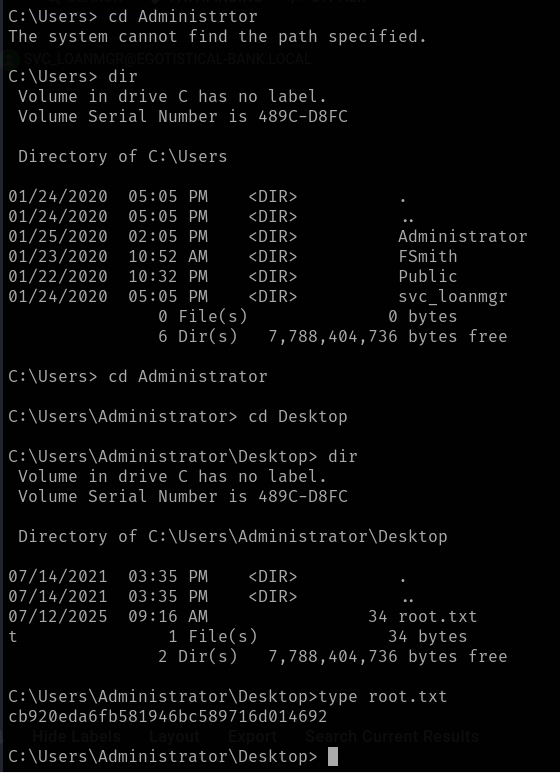 C:\Users> cd Administrtor
The system cannot find the path specified.
SVC_LOANMGR@EGOTISTICAL-BANK.LOCAL
C:\Users> dir
 Volume in drive C has no label.
 Volume Serial Number is 489C-D8FC
 Directory of C:\Users
01/24/2020  05:05 PM    <DIR>          .
01/24/2020  05:05 PM    <DIR>          ..
01/25/2020  02:05 PM    <DIR>          Administrator
01/23/2020  10:52 AM    <DIR>          FSmith
01/22/2020  10:32 PM    <DIR>          Public
01/24/2020  05:05 PM    <DIR>          svc_loanmgr
               0 File(s)              0 bytes
               6 Dir(s)   7,788,404,736 bytes free
C:\Users> cd Administrator
C:\Users\Administrator> cd Desktop
C:\Users\Administrator\Desktop> dir
 Volume in drive C has no label.
 Volume Serial Number is 489C-D8FC
 Directory of C:\Users\Administrator\Desktop
07/14/2021  03:35 PM    <DIR>          .
07/14/2021  03:35 PM    <DIR>          ..
07/12/2025  09:16 AM                34 root.txt
t               1 File(s)             34 bytes
               2 Dir(s)   7,788,404,736 bytes free
C:\Users\Administrator\Desktop>type root.txt
cb920eda6fb581946bc589716d014692
Hide Labels Layout Export Search Current Results
C:\Users\Administrator\Desktop>